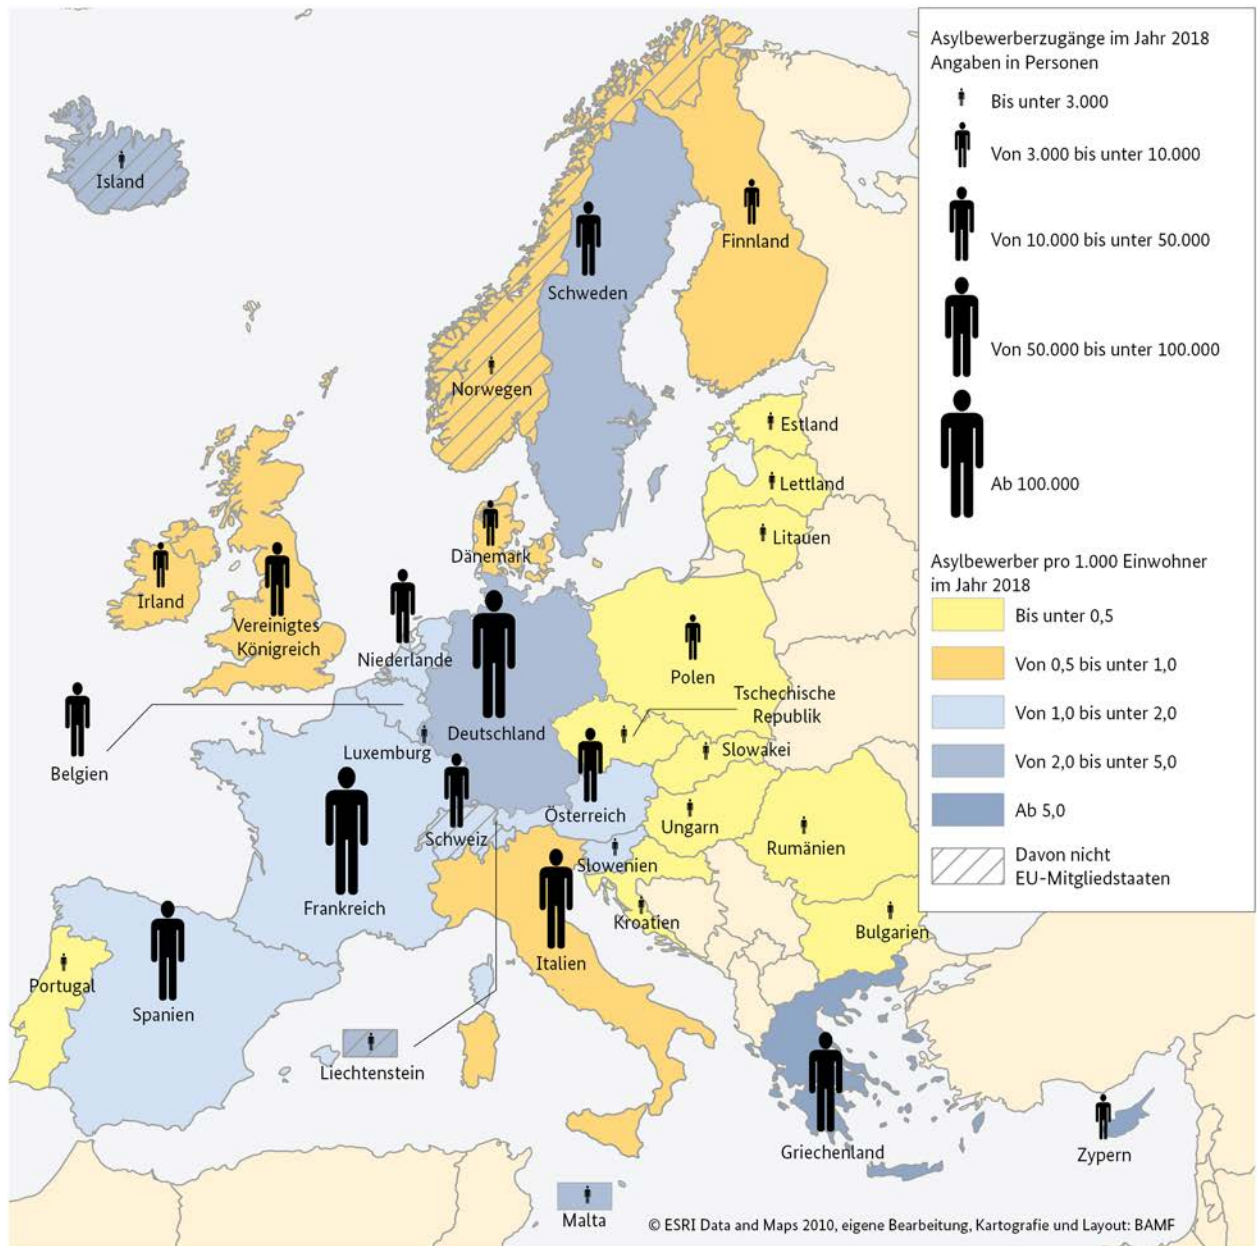 Asylbewerberzugänge im Jahr 2018
Angaben in Personen
Bis unter 3.000
Von 3.000 bis unter 10.000
Von 10.000 bis unter 50.000
Von 50.000 bis unter 100.000
Ab 100.000
Asylbewerber pro 1.000 Einwohner
im Jahr 2018
Bis unter 0,5
Von 0,5 bis unter 1,0
Von 1,0 bis unter 2,0
Von 2,0 bis unter 5,0
Ab 5,0
Davon nicht
EU-Mitgliedstaaten
Island
Finnland
Schweden
Norwegen
Estland
Lettland
Litauen
Dänemark
Irland
Vereinigtes
Königreich
Niederlande
Polen
Tschechische
Republik
Deutschland
Luxemburg
Slowakei
Belgien
Österreich
Ungarn
Schweiz
Rumänien
Slowenien
Frankreich
Kroatien
Bulgarien
Italien
Portugal
Spanien
Liechtenstein
Griechenland
Zypern
Malta
© ESRI Data and Maps 2010, eigene Bearbeitung, Kartografie und Layout: BAMF